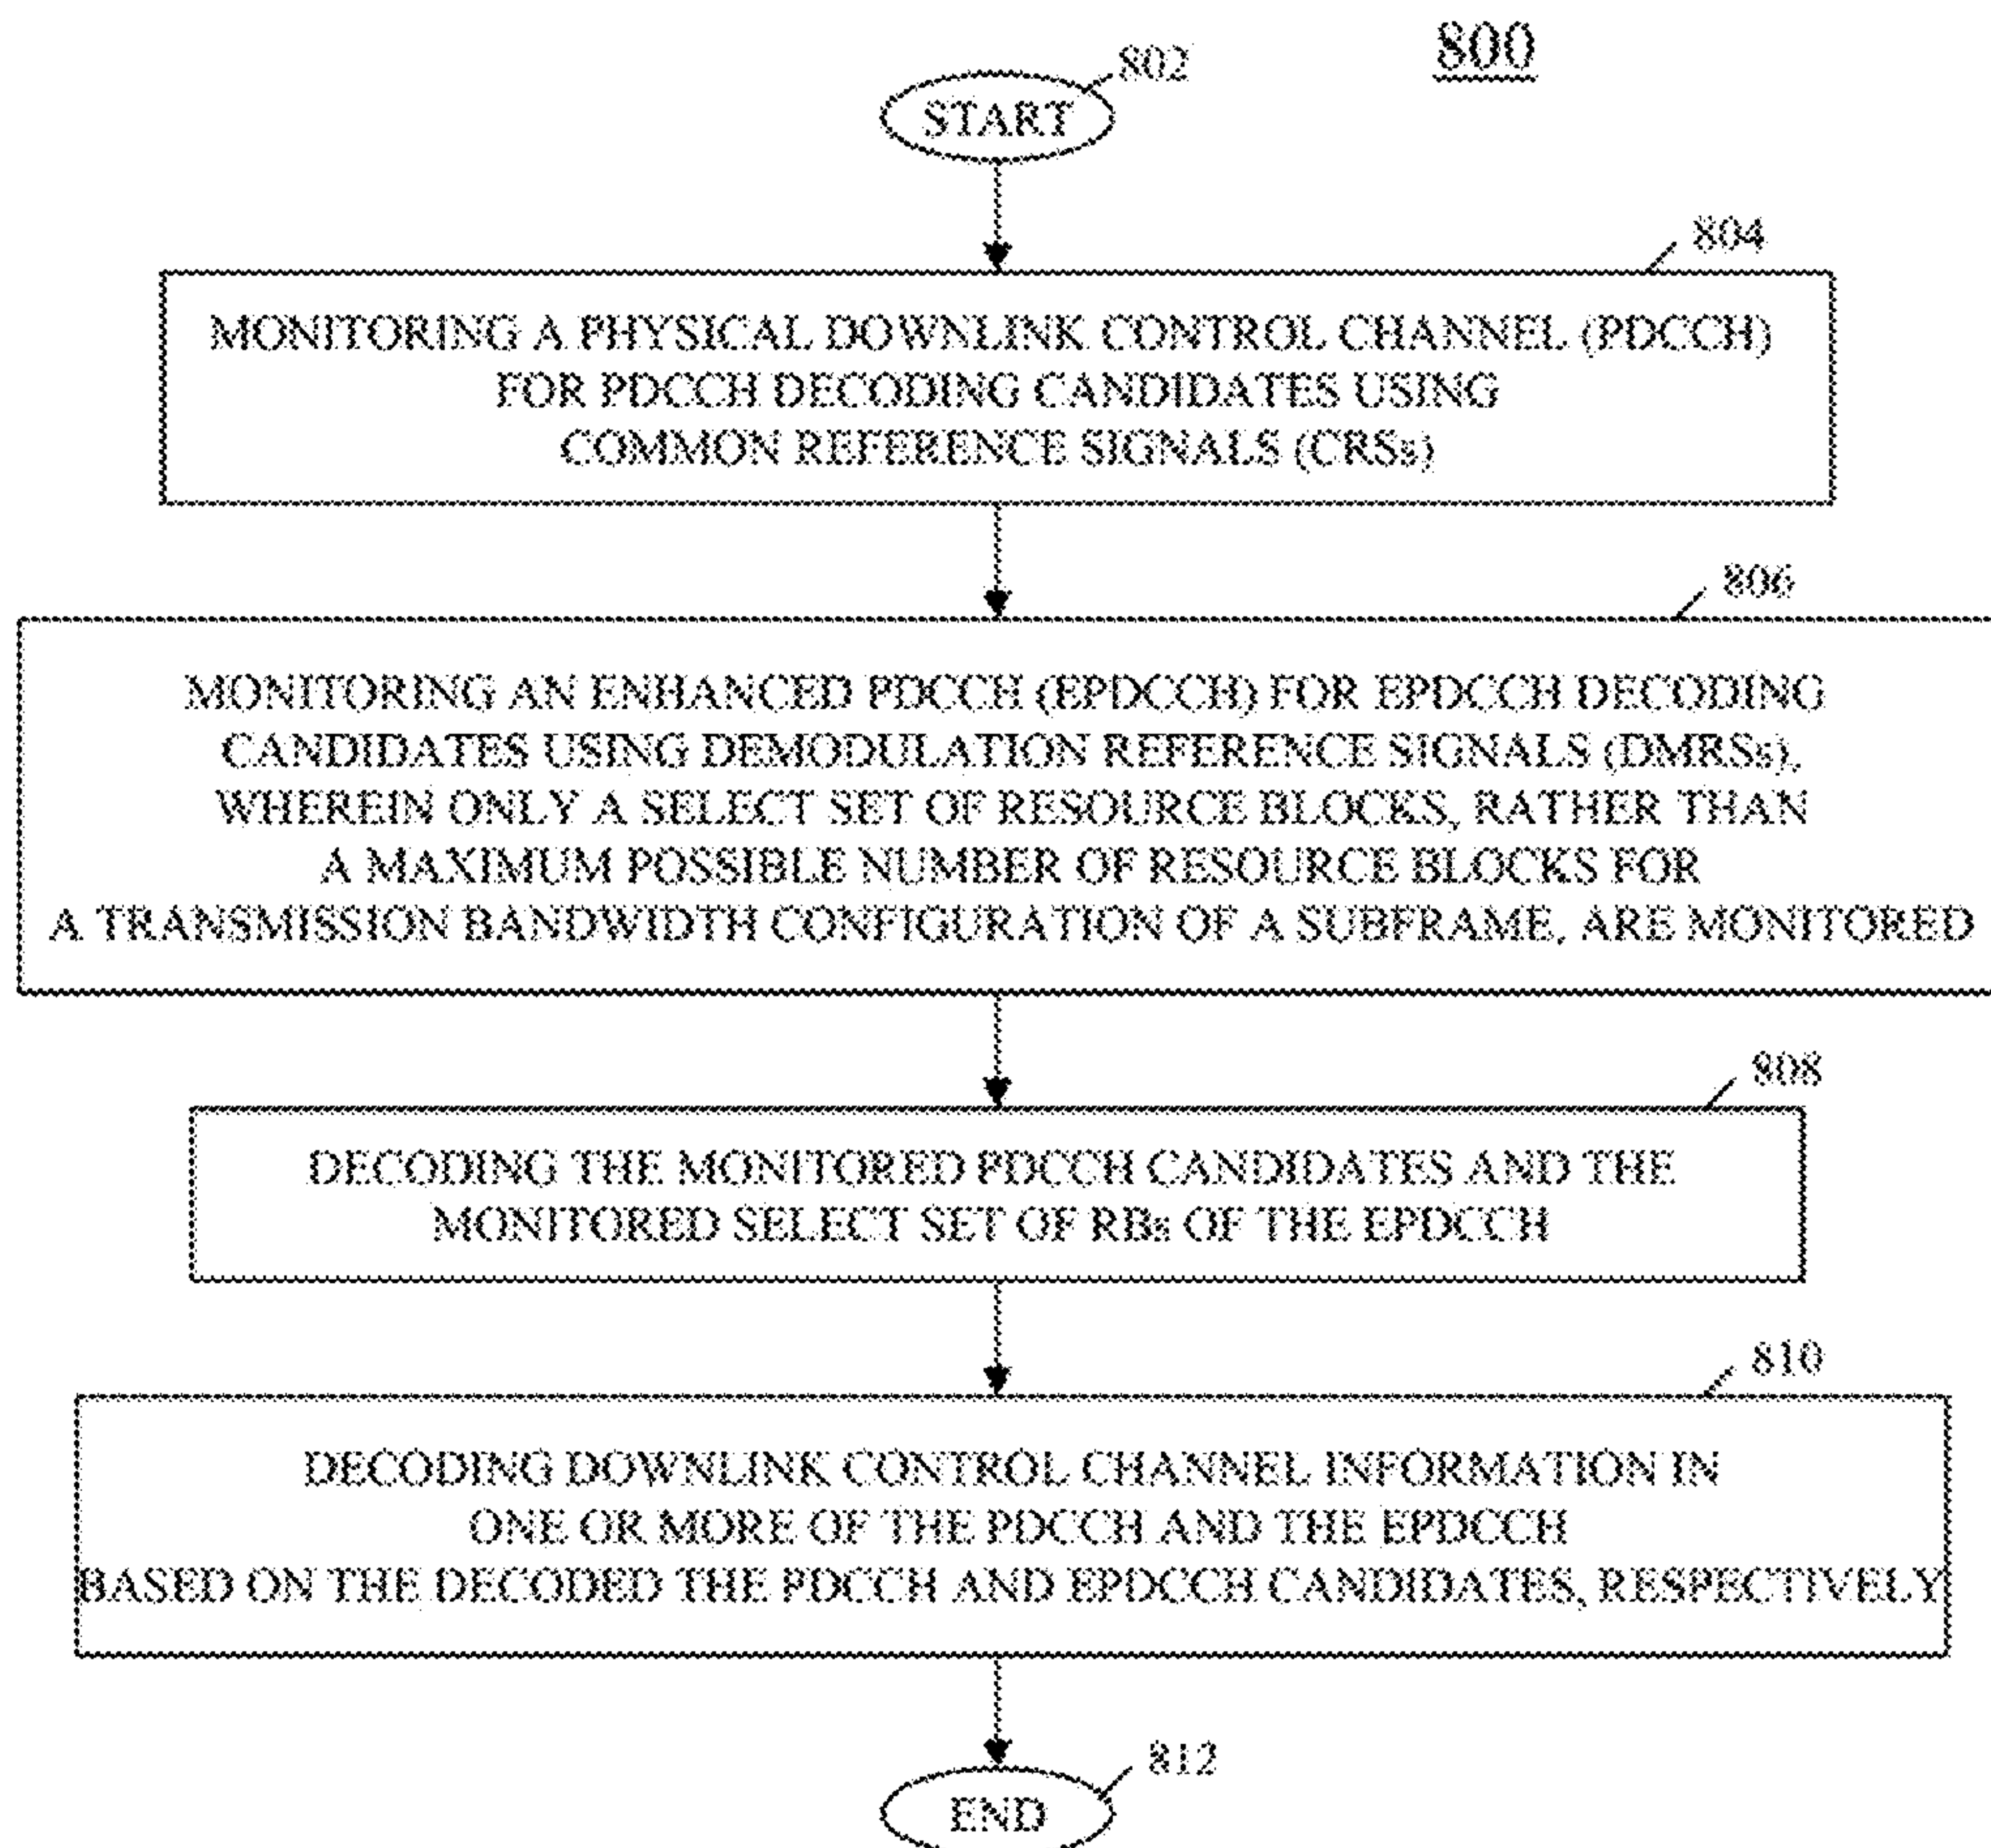 800
802
START
804
MONITORING A PHYSICAL DOWNLINK CONTROL CHANNEL (PDCCH)
FOR PDCCH DECODING CANDIDATES USING
COMMON REFERENCE SIGNALS (CRSs)
806
MONITORING AN ENHANCED PDCCH (EPDCCH) FOR EPDCCH DECODING
CANDIDATES USING DEMODULATION REFERENCE SIGNALS (DMRSs),
WHEREIN ONLY A SELECT SET OF RESOURCE BLOCKS, RATHER THAN
A MAXIMUM POSSIBLE NUMBER OF RESOURCE BLOCKS FOR
A TRANSMISSION BANDWIDTH CONFIGURATION OF A SUBFRAME, ARE MONITORED
808
DECODING THE MONITORED PDCCH CANDIDATES AND THE
MONITORED SELECT SET OF RBs OF THE EPDCCH
810
DECODING DOWNLINK CONTROL CHANNEL INFORMATION IN
ONE OR MORE OF THE PDCCH AND THE EPDCCH
BASED ON THE DECODED THE PDCCH AND EPDCCH CANDIDATES, RESPECTIVELY
812
END